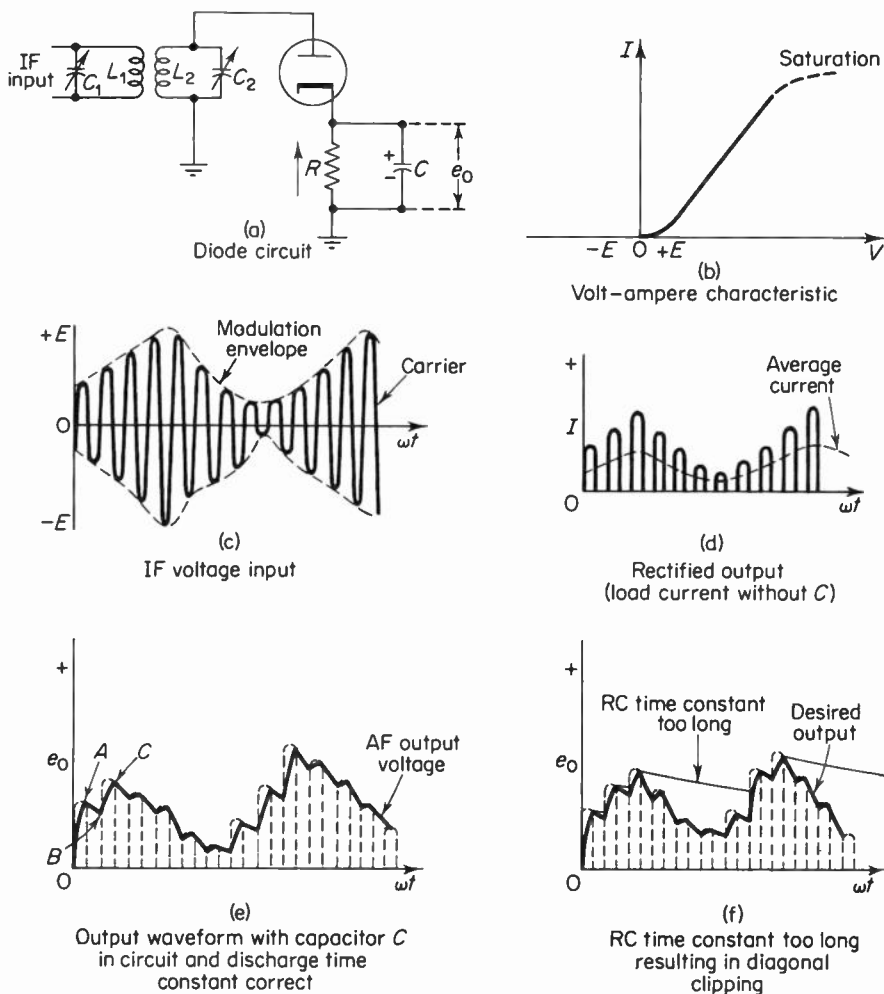 IF
input
C1
L1
L2
C2
R
+
-
C
eo
(a)
Diode circuit
I
Saturation
-E
O
+E
V
(b)
Volt-ampere characteristic
+E
Modulation
envelope
Carrier
O
ωt
-E
(c)
IF voltage input
+
Average
current
I
O
ωt
(d)
Rectified output
(load current without C)
+
eo
A
C
AF output
voltage
B
O
ωt
(e)
Output waveform with capacitor C
in circuit and discharge time
constant correct
+
RC time constant
too long
Desired
output
eo
O
ωt
(f)
RC time constant too long
resulting in diagonal
clipping